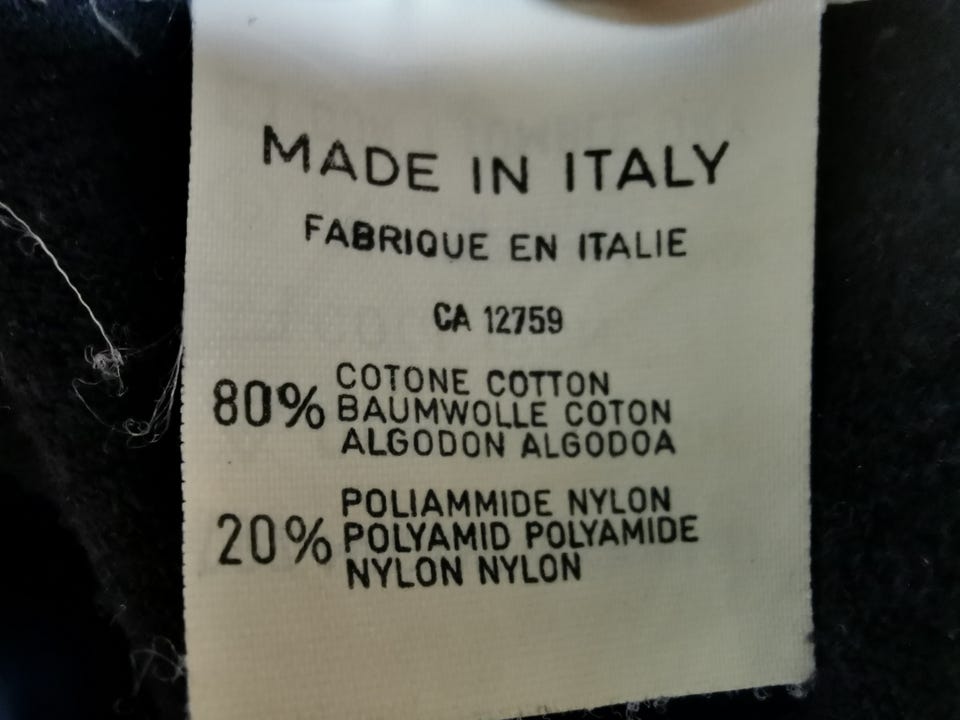 MADE IN ITALY
FABRIQUE EN ITALIE
CA 12759
80% COTONE COTTON
BAUMWOLLE COTON
ALGODON ALGODOA
20% POLIAMMIDE NYLON
POLYAMID POLYAMIDE
NYLON NYLON